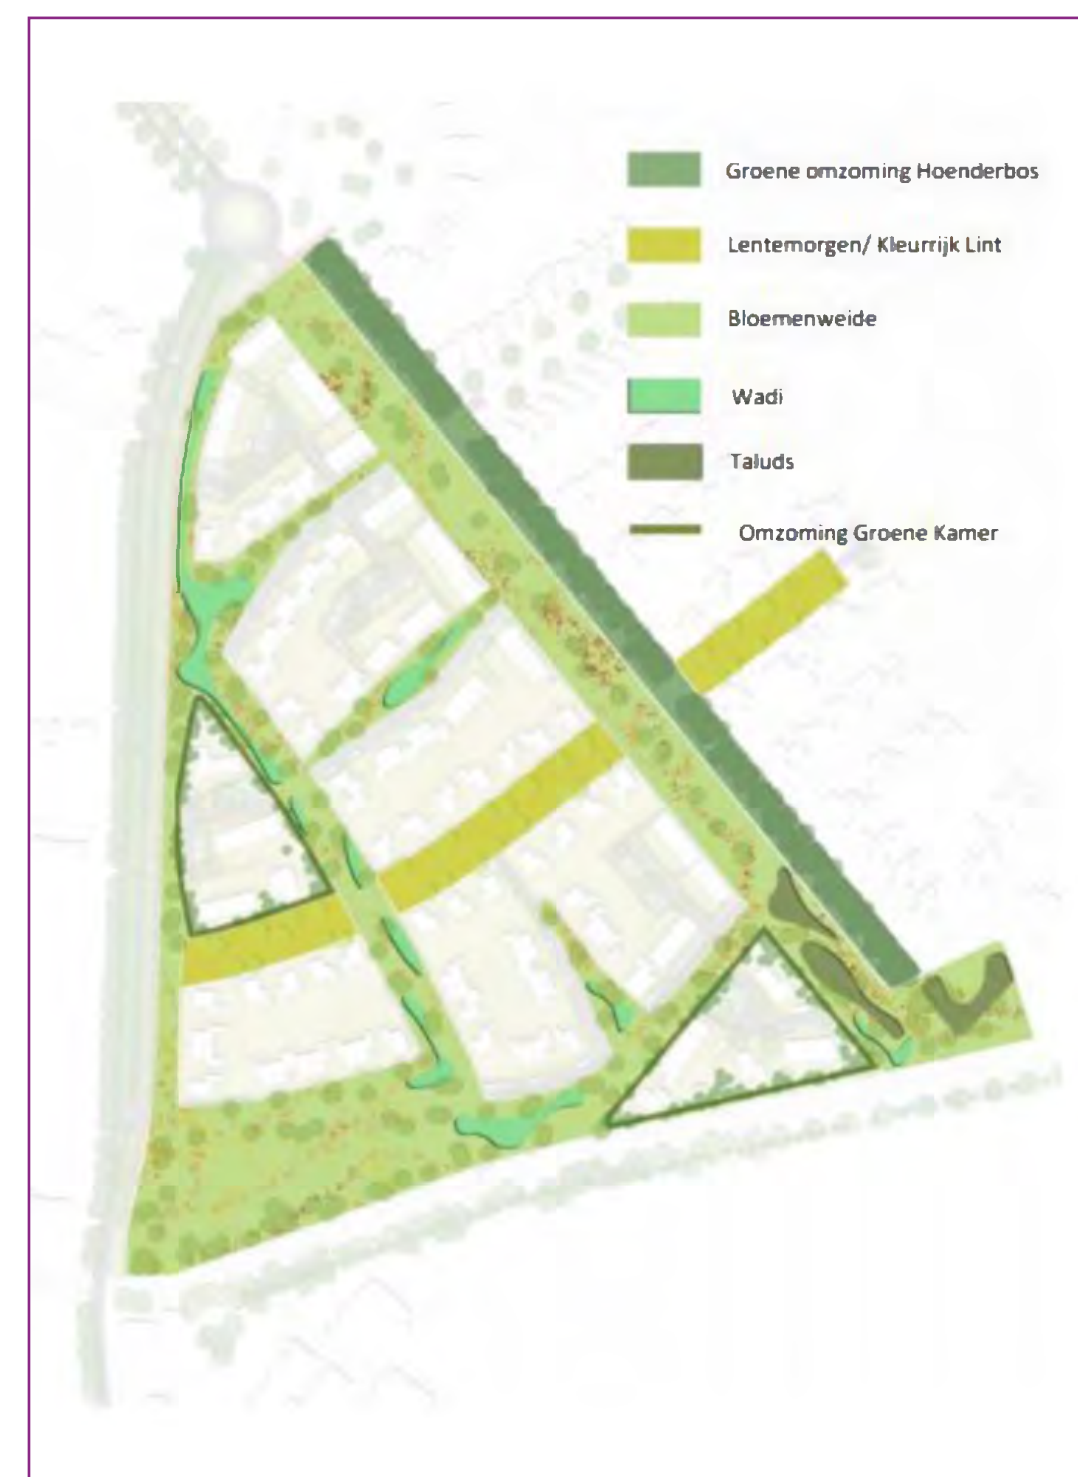 Groene omzoming Hoenderbos
Lentemorgen/ Kleurrijk Lint
Bloemenweide
Wadi
Taluds
Omzoming Groene Kamer